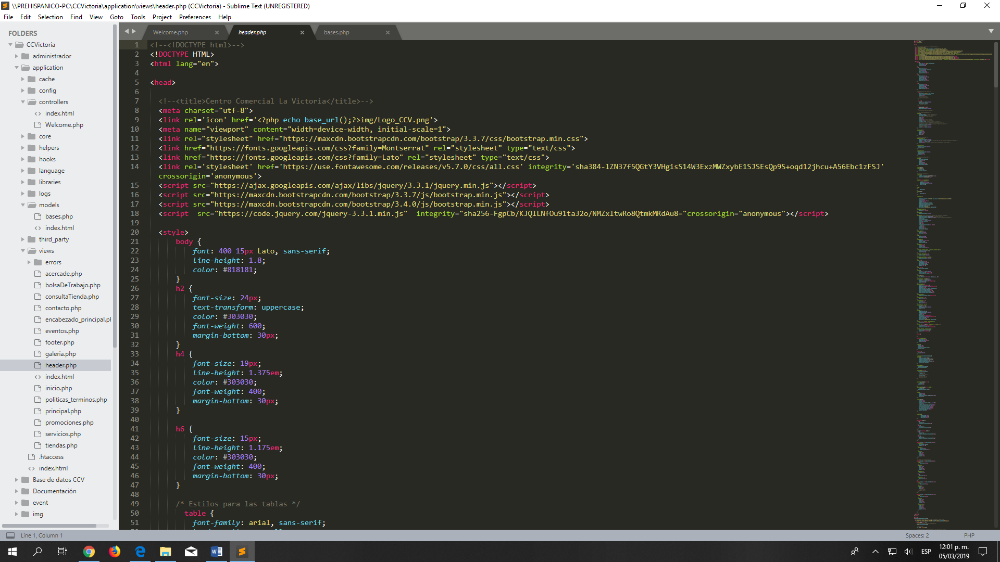 \\PREHISPANICO-PC\CCVictoria\application\views\header.php (CCVictoria) - Sublime Text (UNREGISTERED)
File Edit Selection Find View Goto Tools Project Preferences Help
FOLDERS
CCVictoria
administrador
application
cache
config
controllers
index.html
Welcome.php
core
helpers
hooks
language
libraries
logs
models
bases.php
index.html
third_party
views
errors
acercade.php
bolsaDeTrabajo.php
consultaTienda.php
contacto.php
encabezado_principal.pl
eventos.php
footer.php
galeria.php
header.php
index.html
inicio.php
politicas_terminos.php
principal.php
promociones.php
servicios.php
tiendas.php
.htaccess
index.html
Base de datos CCV
Documentación
event
img
Welcome.php header.php bases.php
1 <!--<!DOCTYPE html>-->
2 <!DOCTYPE HTML>
3 <html lang="en">
4
5 <head>
6
7 <!--<title>Centro Comercial La Victoria</title>-->
8 <meta charset="utf-8">
9 <link rel='icon' href='<?php echo base_url();?>img/Logo_CCV.png'>
10 <meta name="viewport" content="width=device-width, initial-scale=1">
11 <link rel="stylesheet" href="https://maxcdn.bootstrapcdn.com/bootstrap/3.3.7/css/bootstrap.min.css">
12 <link href="https://fonts.googleapis.com/css?family=Montserrat" rel="stylesheet" type="text/css">
13 <link href="https://fonts.googleapis.com/css?family=Lato" rel="stylesheet" type="text/css">
14 <link rel='stylesheet' href='https://use.fontawesome.com/releases/v5.7.0/css/all.css' integrity='sha384-lZN37f5QGtY3VHgisS14W3ExzMWZxybE1SJSEsQp9S+oqd12jhcu+A56Ebc1zFSJ'
crossorigin='anonymous'>
15 <script src="https://ajax.googleapis.com/ajax/libs/jquery/3.3.1/jquery.min.js"></script>
16 <script src="https://maxcdn.bootstrapcdn.com/bootstrap/3.3.7/js/bootstrap.min.js"></script>
17 <script src="https://maxcdn.bootstrapcdn.com/bootstrap/3.4.0/js/bootstrap.min.js"></script>
18 <script  src="https://code.jquery.com/jquery-3.3.1.min.js"  integrity="sha256-FgpCb/KJQlLNfOu91ta32o/NMZxltwRo8QtmkMRdAu8="crossorigin="anonymous"></script>
19
20 <style>
21 body {
22 font: 400 15px Lato, sans-serif;
23 line-height: 1.8;
24 color: #818181;
25 }
26 h2 {
27 font-size: 24px;
28 text-transform: uppercase;
29 color: #303030;
30 font-weight: 600;
31 margin-bottom: 30px;
32 }
33 h4 {
34 font-size: 19px;
35 line-height: 1.375em;
36 color: #303030;
37 font-weight: 400;
38 margin-bottom: 30px;
39 }
40
41 h6 {
42 font-size: 15px;
43 line-height: 1.175em;
44 color: #303030;
45 font-weight: 400;
46 margin-bottom: 30px;
47 }
48
49 /* Estilos para las tablas */
50 table {
51 font-family: arial, sans-serif;
Line 1, Column 1
Spaces: 2
PHP
ESP
12:01 p. m.
05/03/2019